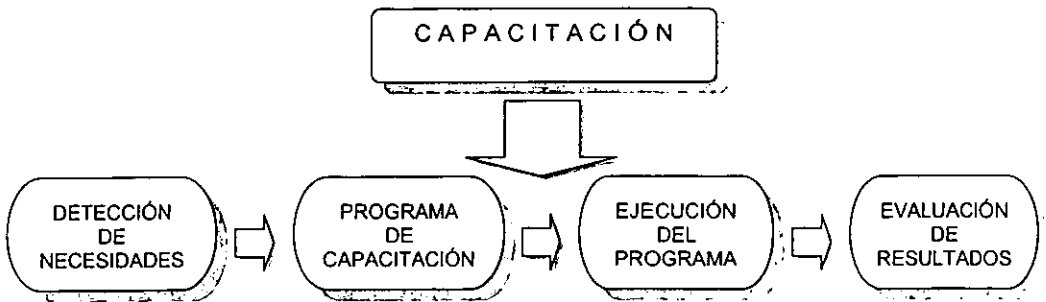 CAPACITACIÓN
DETECCIÓN
DE
NECESIDADES
PROGRAMA
DE
CAPACITACIÓN
EJECUCIÓN
DEL
PROGRAMA
EVALUACIÓN
DE
RESULTADOS